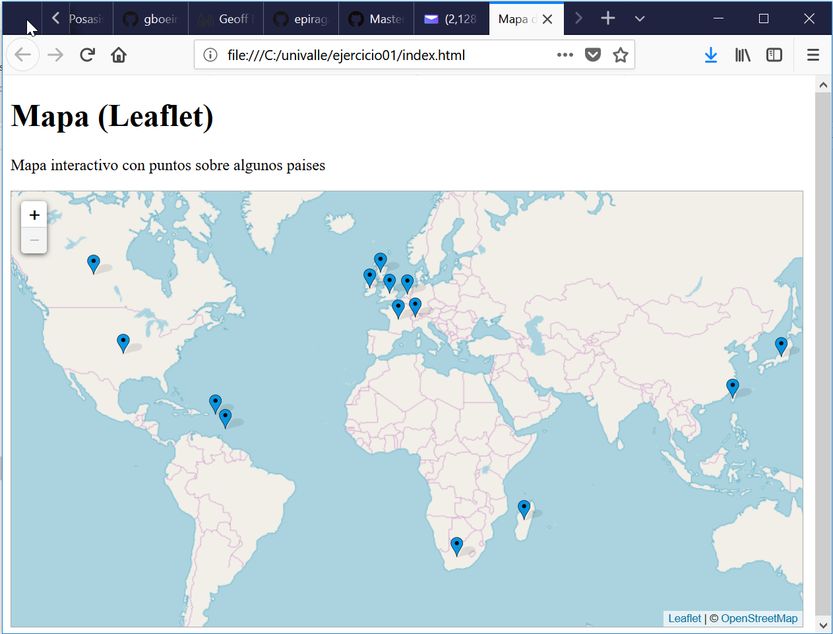 Posasi
gboein
Geoff
epirag
Master
(2,128
Mapa d
file:///C:/univalle/ejercicio01/index.html
Mapa (Leaflet)
Mapa interactivo con puntos sobre algunos paises
+
−
Leaflet | © OpenStreetMap